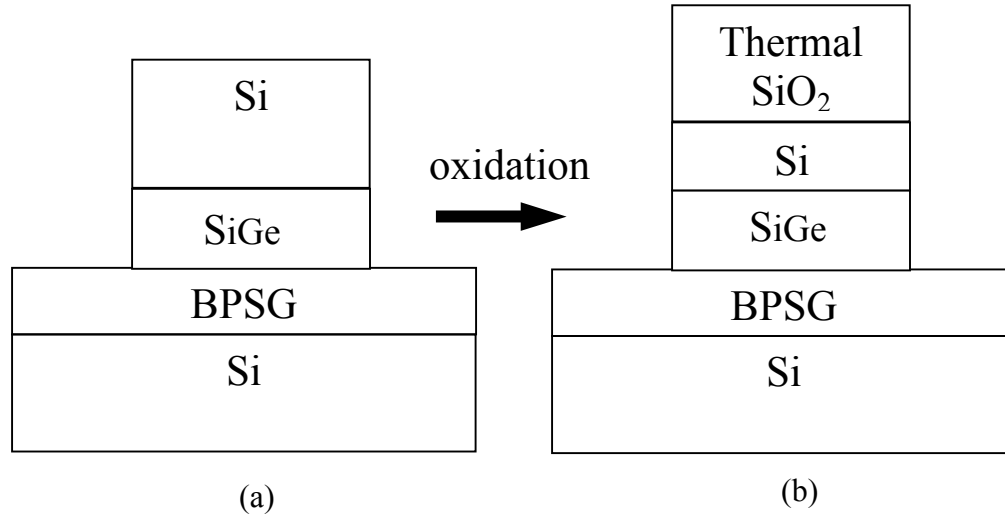 Si
SiGe
BPSG
Si
(a)
oxidation
Thermal
SiO₂
Si
SiGe
BPSG
Si
(b)